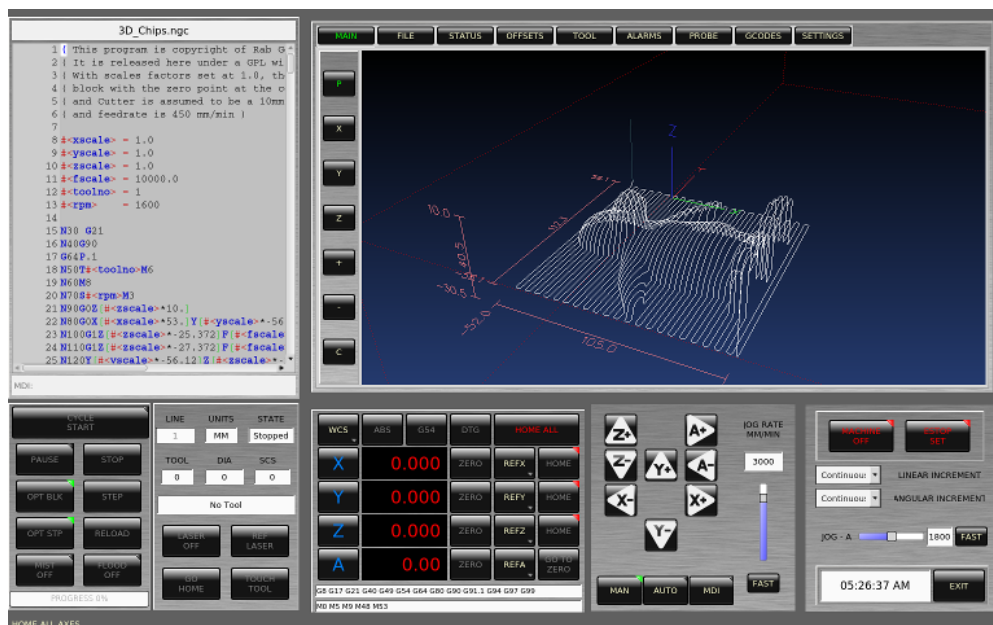 3D_Chips.ngc
1 ( This program is copyright of Rab G
2 ( It is released here under a GPL wi
3 ( With scales factors set at 1.0, th
4 ( block with the zero point at the c
5 ( and Cutter is assumed to be a 10mm
6 ( and feedrate is 450 mm/min )
7
8 #<xscale> = 1.0
9 #<yscale> = 1.0
10 #<zscale> = 1.0
11 #<fscale> = 10000.0
12 #<toolno> = 1
13 #<rpm> = 1600
14
15 N30 G21
16 N40G90
17 G64P.1
18 N50T#<toolno>M6
19 N60M8
20 N70S#<rpm>M3
21 N90G0Z[#<zscale>*10.]
22 N80G0X[#<xscale>*53.]Y[#<yscale>*-56
23 N100G1Z[#<zscale>*-25.372]F[#<fscale
24 N110G1Z[#<zscale>*-27.372]F[#<fscale
25 N120Y[#<yscale>*-56.12]Z[#<zscale>*-
MDI:
MAIN FILE STATUS OFFSETS TOOL ALARMS PROBE GCODES SETTINGS
P
X
Y
Z
+
-
C
Z
10.0
40.5
-30.5
-52.0
105.0
CYCLE START
PAUSE STOP
OPT BLK STEP
OPT STP RELOAD
MIST OFF FLOOD OFF
PROGRESS 0%
LINE UNITS STATE
1 MM Stopped
TOOL DIA SCS
0 0 0
No Tool
LASER OFF REF LASER
GO HOME TOUCH TOOL
WCS ABS G54 DTG HOME ALL
X 0.000 ZERO REFX HOME
Y 0.000 ZERO REFY HOME
Z 0.000 ZERO REFZ HOME
A 0.00 ZERO REFA GO TO ZERO
G8 G17 G21 G40 G49 G54 G64 G80 G90 G91.1 G94 G97 G99
M0 M5 M9 M48 M53
Z+ A+
Z- Y+ A-
X- X+
Y-
JOG RATE
MM/MIN
3000
FAST
MAN AUTO MDI
MACHINE OFF ESTOP SET
Continuou: LINEAR INCREMENT
Continuou: ANGULAR INCREMENT
JOG - A 1800 FAST
05:26:37 AM EXIT
HOME ALL AXES